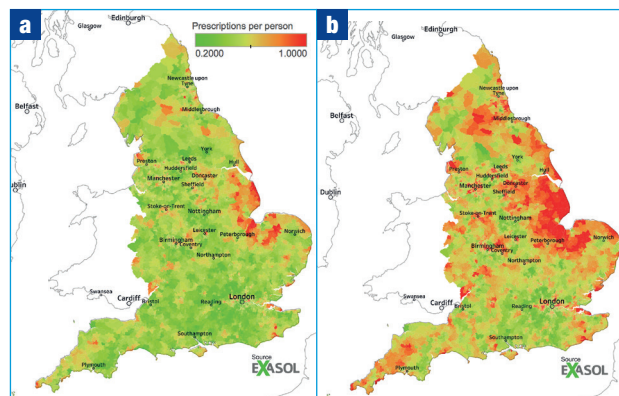 a
Prescriptions per person
0.2000
1.0000
Edinburgh
Glasgow
Newcastle upon
Tyne
Belfast
Middlesbrough
York
Preston
Leeds
Hull
Huddersfield
Manchester
Doncaster
Sheffield
Stoke-on-Trent
Nottingham
Leicester
Peterborough
Norwich
Birmingham
Coventry
Northampton
Swansea
Cardiff
Bristol
Reading
London
Southampton
Plymouth
Source
EXASOL
b
Edinburgh
Glasgow
Newcastle upon
Tyne
Belfast
Middlesbrough
York
Preston
Leeds
Hull
Huddersfield
Manchester
Doncaster
Sheffield
Dublin
Stoke-on-Trent
Nottingham
Leicester
Peterborough
Norwich
Birmingham
Coventry
Northampton
Swansea
Cardiff
Bristol
Reading
London
Southampton
Plymouth
Source
EXASOL